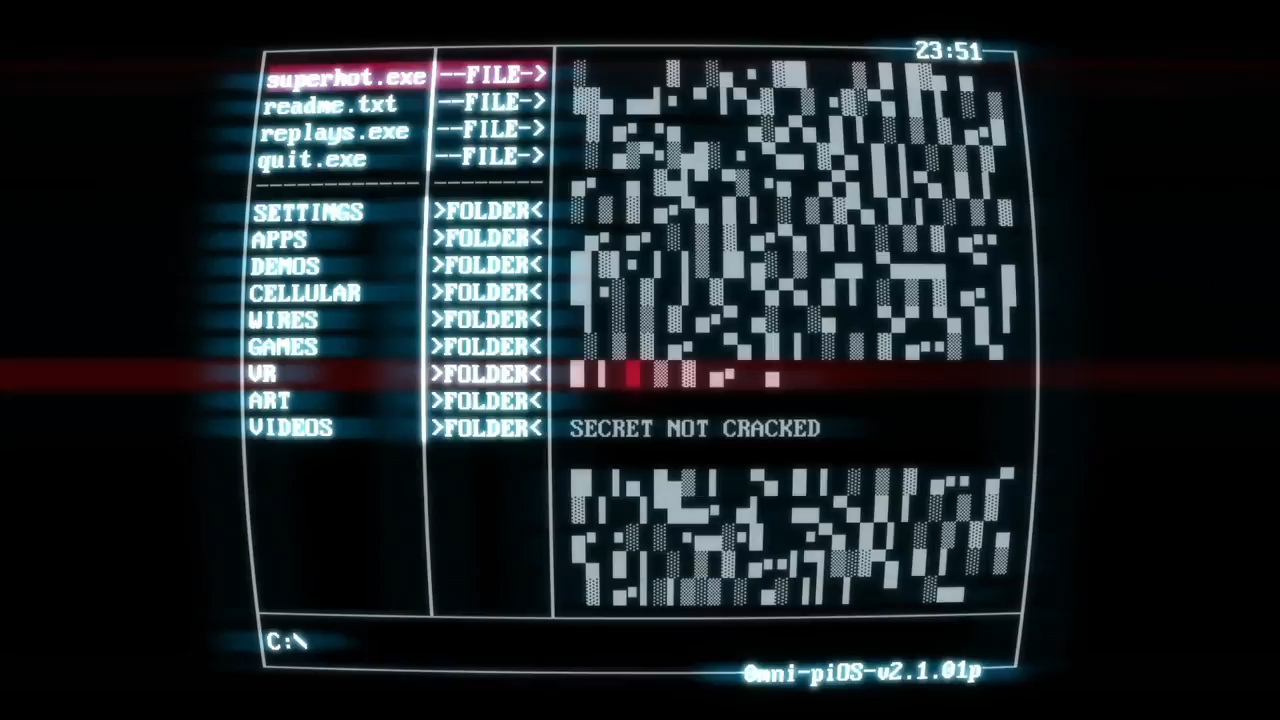 23:51
superhot.exe --FILE->
readme.txt --FILE->
replays.exe --FILE->
quit.exe --FILE->
SETTINGS >FOLDER<
APPS >FOLDER<
DEMOS >FOLDER<
CELLULAR >FOLDER<
WIRES >FOLDER<
GAMES >FOLDER<
VR >FOLDER<
ART >FOLDER<
VIDEOS >FOLDER<
SECRET NOT CRACKED
C:\
0mni-piOS-v2.1.01p